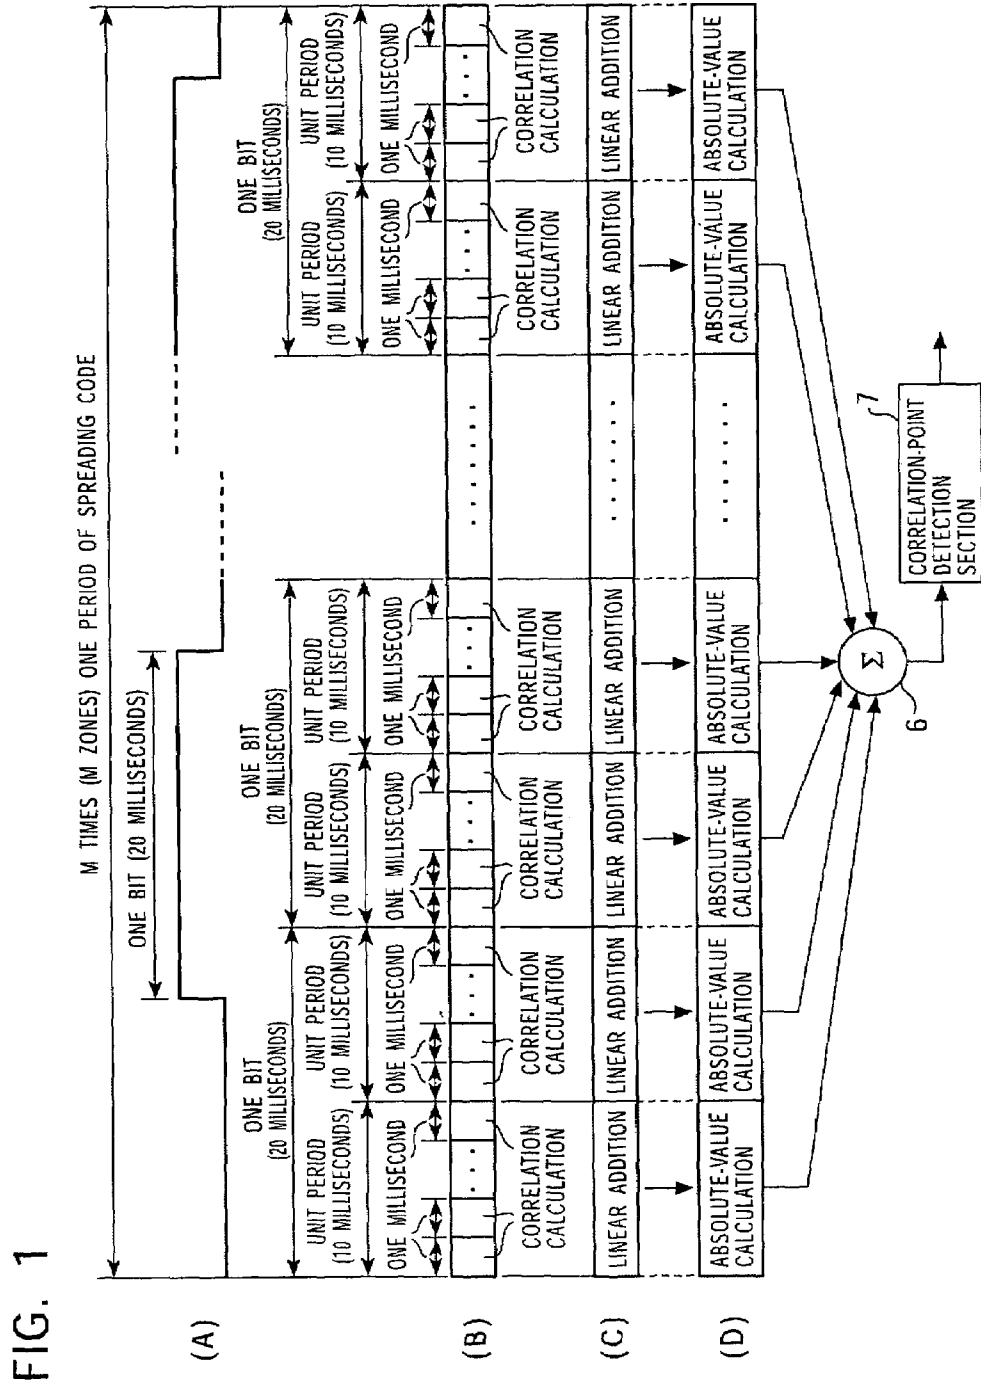 FIG. 1
M TIMES (M ZONES) ONE PERIOD OF SPREADING CODE
(A)
ONE BIT (20 MILLISECONDS)
ONE BIT
(20 MILLISECONDS)
ONE BIT
(20 MILLISECONDS)
ONE BIT
(20 MILLISECONDS)
UNIT PERIOD
(10 MILLISECONDS)
UNIT PERIOD
(10 MILLISECONDS)
UNIT PERIOD
(10 MILLISECONDS)
UNIT PERIOD
(10 MILLISECONDS)
UNIT PERIOD
(10 MILLISECONDS)
UNIT PERIOD
(10 MILLISECONDS)
ONE MILLISECOND
ONE MILLISECOND
ONE MILLISECOND
ONE MILLISECOND
ONE MILLISECOND
ONE MILLISECOND
(B)
CORRELATION
CALCULATION
CORRELATION
CALCULATION
CORRELATION
CALCULATION
CORRELATION
CALCULATION
CORRELATION
CALCULATION
CORRELATION
CALCULATION
(C)
LINEAR ADDITION
LINEAR ADDITION
LINEAR ADDITION
LINEAR ADDITION
LINEAR ADDITION
LINEAR ADDITION
(D)
ABSOLUTE-VALUE
CALCULATION
ABSOLUTE-VALUE
CALCULATION
ABSOLUTE-VALUE
CALCULATION
ABSOLUTE-VALUE
CALCULATION
ABSOLUTE-VALUE
CALCULATION
ABSOLUTE-VALUE
CALCULATION
Σ
6
7
CORRELATION-POINT
DETECTION
SECTION